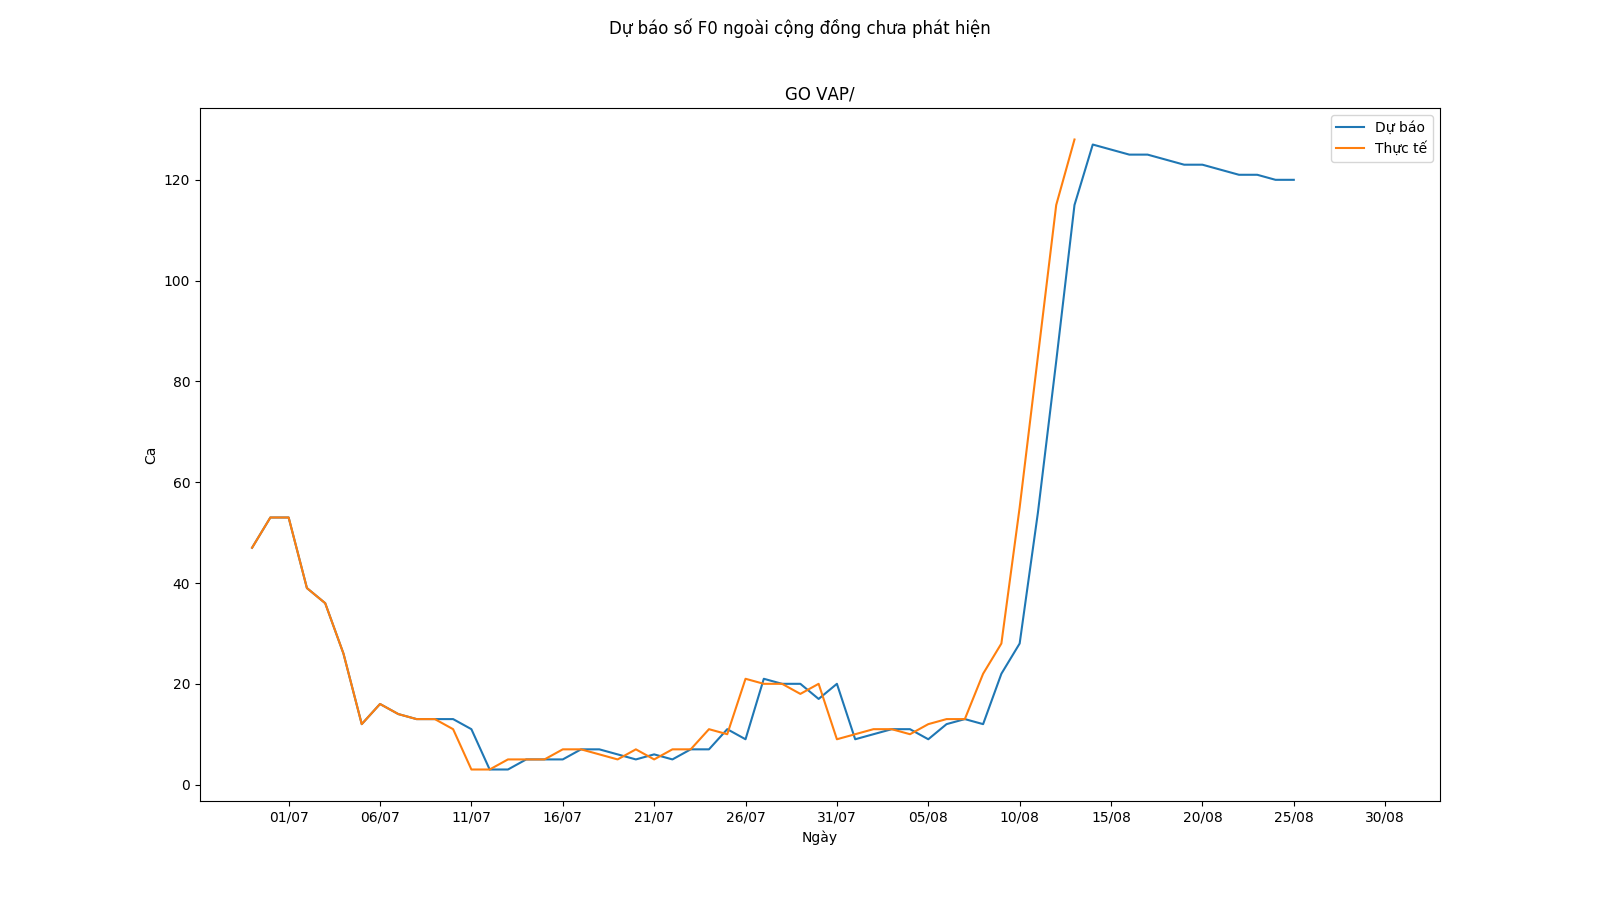 Dự báo số F0 ngoài cộng đồng chưa phát hiện
GO VAP/
Dự báo
Thực tế
120
100
80
60
40
20
0
Ca
01/07 06/07 11/07 16/07 21/07 26/07 31/07 05/08 10/08 15/08 20/08 25/08 30/08
Ngày